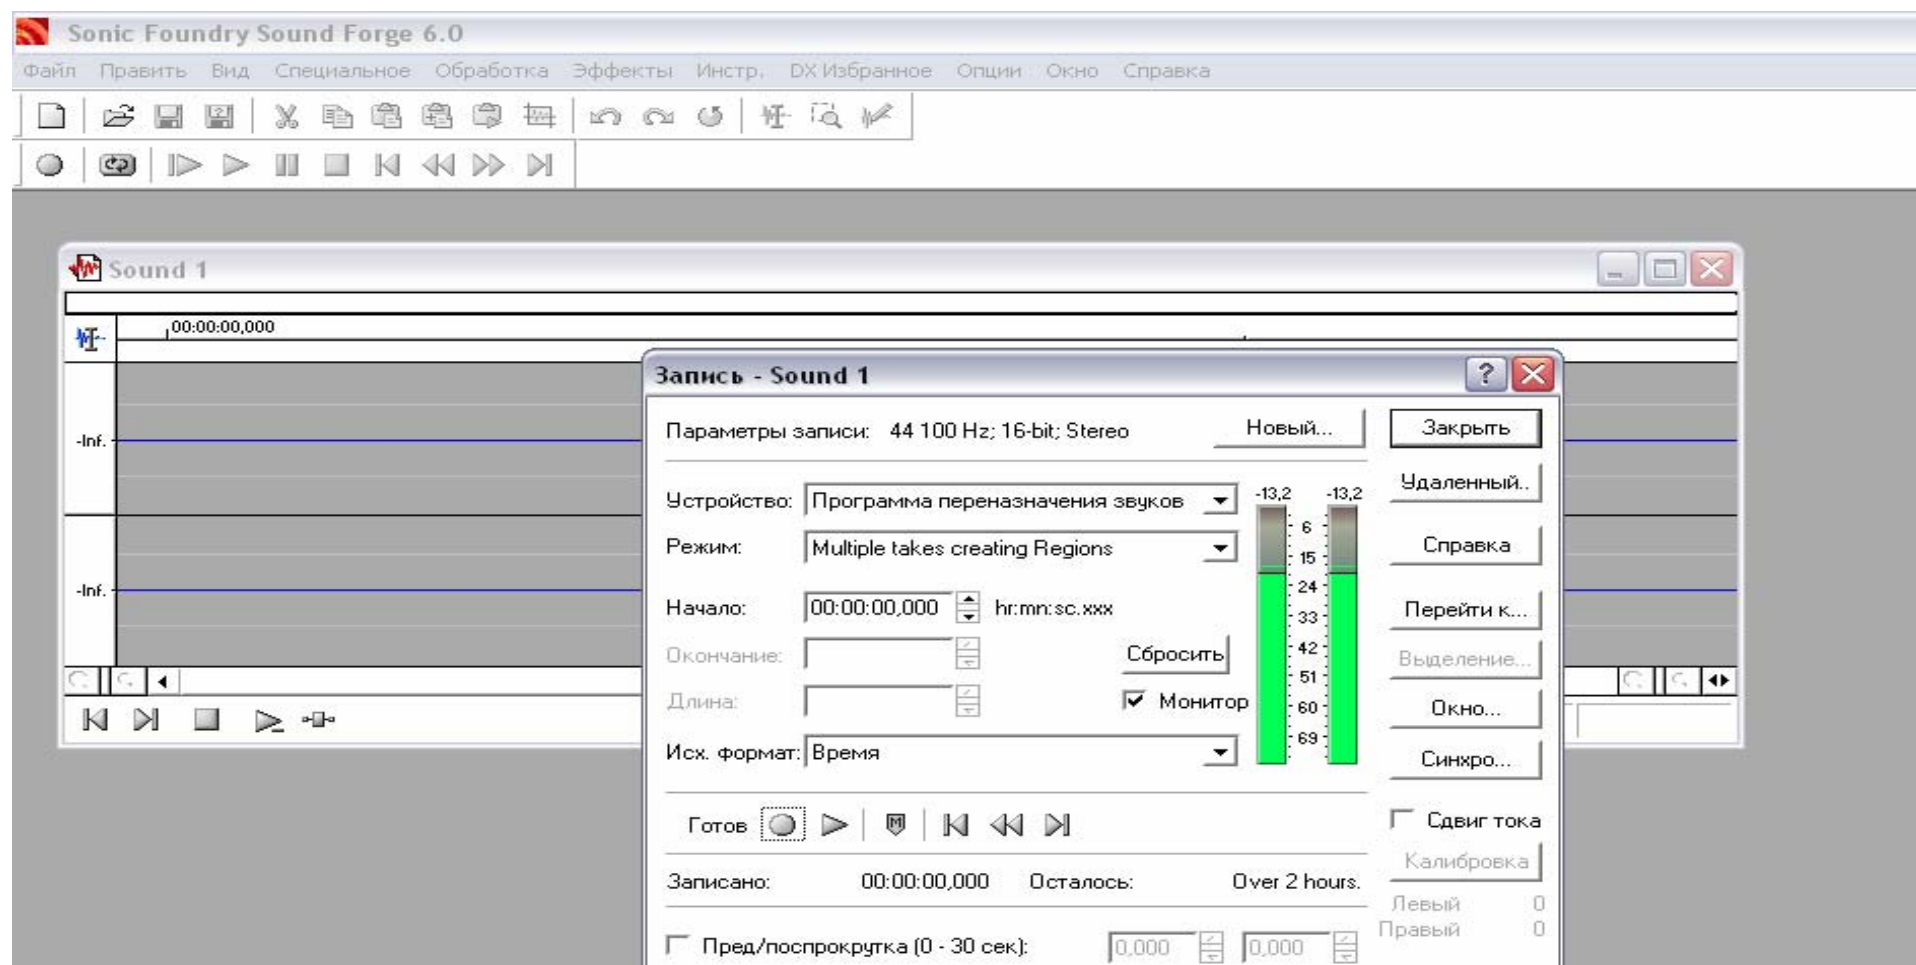 Sonic Foundry Sound Forge 6.0
Файл Править Вид Специальное Обработка Эффекты Инстр. DX Избранное Опции Окно Справка
Sound 1
00:00:00,000
-Inf.
-Inf.
Запись - Sound 1
Параметры записи: 44 100 Hz; 16-bit; Stereo Новый... Закрыть
Устройство: Программа переназначения звуков -13,2 -13,2 Удаленный..
Режим: Multiple takes creating Regions Справка
6
15
24
33
42
51
60
69
Начало: 00:00:00,000 hr:mn:sc.xxx Перейти к...
Окончание: Сбросить Выделение...
Длина: Монитор Окно...
Исх. формат: Время Синхро...
Готов M Сдвиг тока
Калибровка
Записано: 00:00:00,000 Осталось: Over 2 hours.
Левый 0
Правый 0
Пред/поспрокрутка (0 - 30 сек): 0,000 0,000